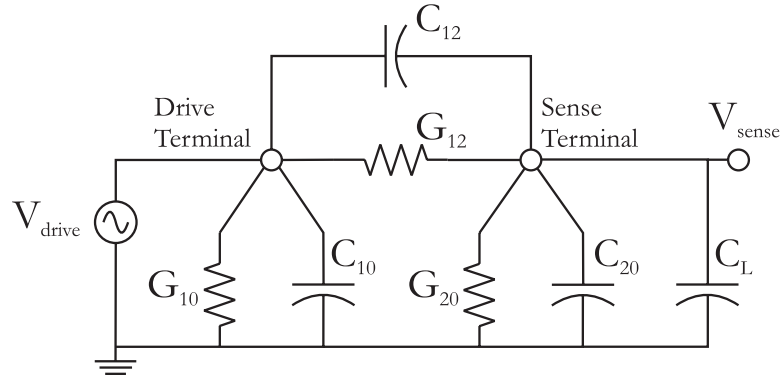 C12
Drive
Terminal
G12
Sense
Terminal
Vsense
Vdrive
G10
C10
G20
C20
CL